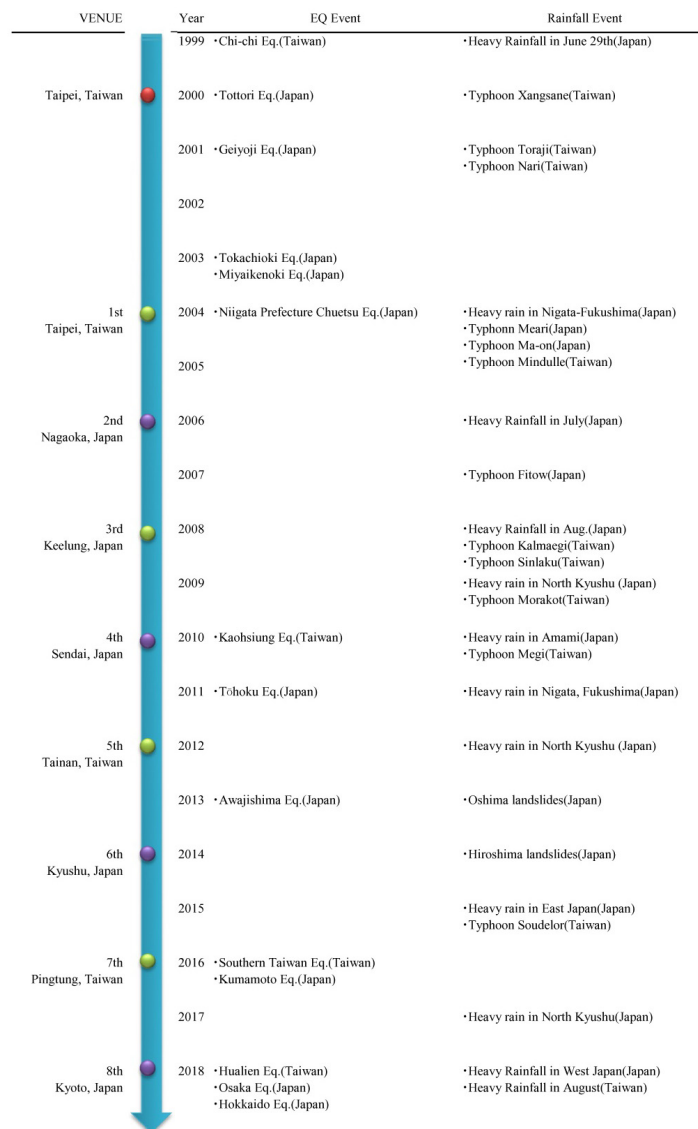 VENUE Year EQ Event Rainfall Event
1999 ・Chi-chi Eq.(Taiwan) ・Heavy Rainfall in June 29th(Japan)
Taipei, Taiwan 2000 ・Tottori Eq.(Japan) ・Typhoon Xangsane(Taiwan)
2001 ・Geiyoji Eq.(Japan) ・Typhoon Toraji(Taiwan)
・Typhoon Nari(Taiwan)
2002
2003 ・Tokachioki Eq.(Japan)
・Miyaikenoki Eq.(Japan)
1st 2004 ・Niigata Prefecture Chuetsu Eq.(Japan) ・Heavy rain in Nigata-Fukushima(Japan)
Taipei, Taiwan ・Typhonn Meari(Japan)
・Typhoon Ma-on(Japan)
2005 ・Typhoon Mindulle(Taiwan)
2nd 2006 ・Heavy Rainfall in July(Japan)
Nagaoka, Japan
2007 ・Typhoon Fitow(Japan)
3rd 2008 ・Heavy Rainfall in Aug.(Japan)
Keelung, Japan ・Typhoon Kalmaegi(Taiwan)
・Typhoon Sinlaku(Taiwan)
2009 ・Heavy rain in North Kyushu (Japan)
・Typhoon Morakot(Taiwan)
4th 2010 ・Kaohsiung Eq.(Taiwan) ・Heavy rain in Amami(Japan)
Sendai, Japan ・Typhoon Megi(Taiwan)
2011 ・Tōhoku Eq.(Japan) ・Heavy rain in Nigata, Fukushima(Japan)
5th 2012 ・Heavy rain in North Kyushu (Japan)
Tainan, Taiwan
2013 ・Awajishima Eq.(Japan) ・Oshima landslides(Japan)
6th 2014 ・Hiroshima landslides(Japan)
Kyushu, Japan
2015 ・Heavy rain in East Japan(Japan)
・Typhoon Soudelor(Taiwan)
7th 2016 ・Southern Taiwan Eq.(Taiwan)
Pingtung, Taiwan ・Kumamoto Eq.(Japan)
2017 ・Heavy rain in North Kyushu(Japan)
8th 2018 ・Hualien Eq.(Taiwan) ・Heavy Rainfall in West Japan(Japan)
Kyoto, Japan ・Osaka Eq.(Japan) ・Heavy Rainfall in August(Taiwan)
・Hokkaido Eq.(Japan)